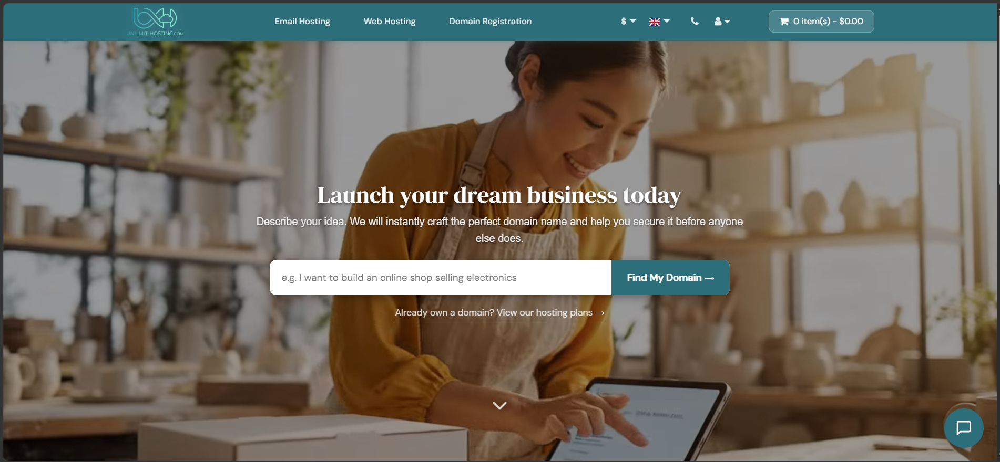 UNLIMIT-HOSTING.COM
Email Hosting
Web Hosting
Domain Registration
$
0 item(s) - $0.00
Launch your dream business today
Describe your idea. We will instantly craft the perfect domain name and help you secure it before anyone
else does.
e.g. I want to build an online shop selling electronics
Find My Domain →
Already own a domain? View our hosting plans →